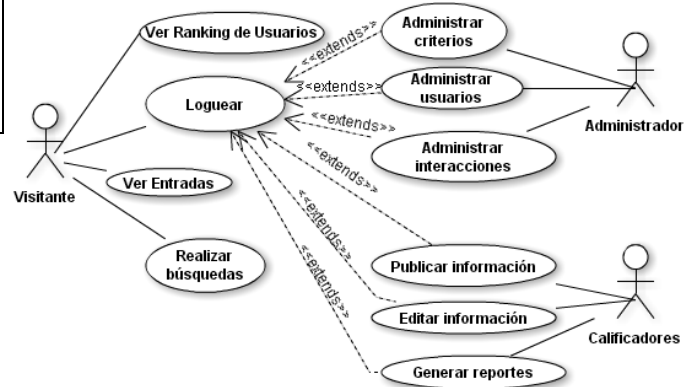 Ver Ranking de Usuarios
Administrar
criterios
<<extends>>
Loguear
<<extends>>
Administrar
usuarios
Administrador
<<extends>>
Administrar
interacciones
Visitante
Ver Entradas
<<extends>>
Realizar
búsquedas
<<extends>>
Publicar información
<<extends>>
Editar información
Calificadores
Generar reportes